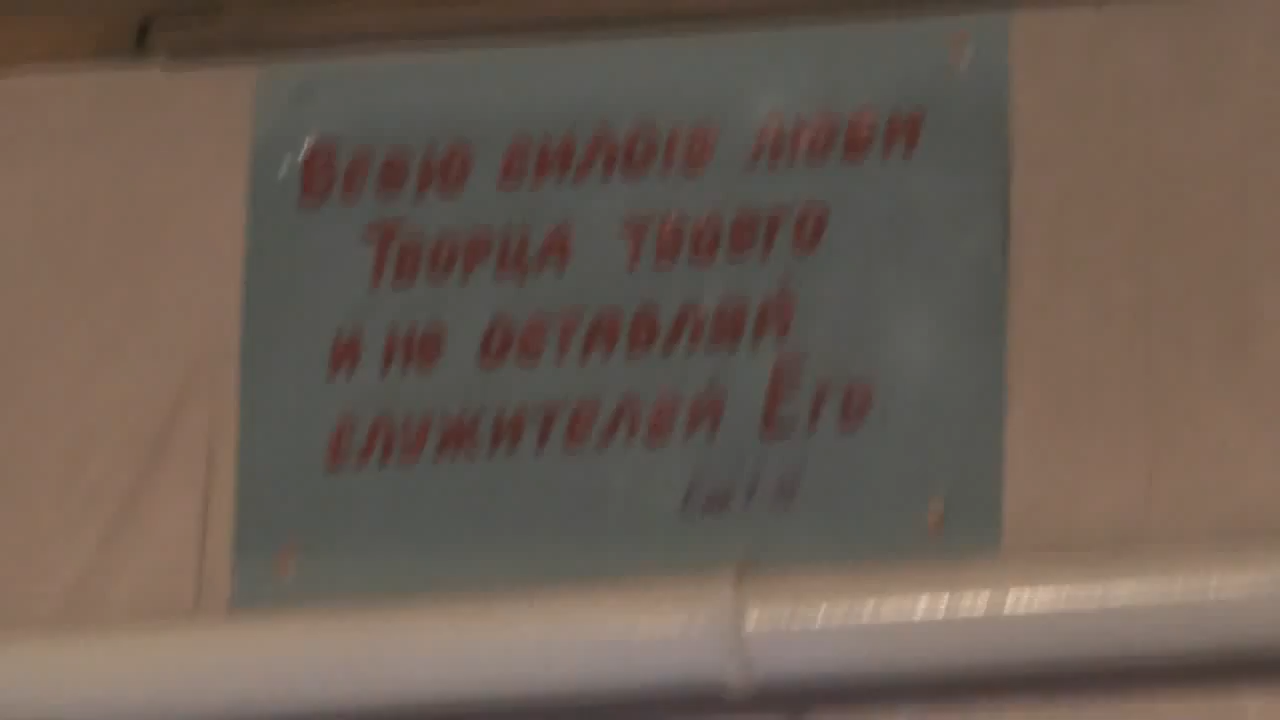 Всею силою люби
Творца твоего
и не оставляй
служителей Его